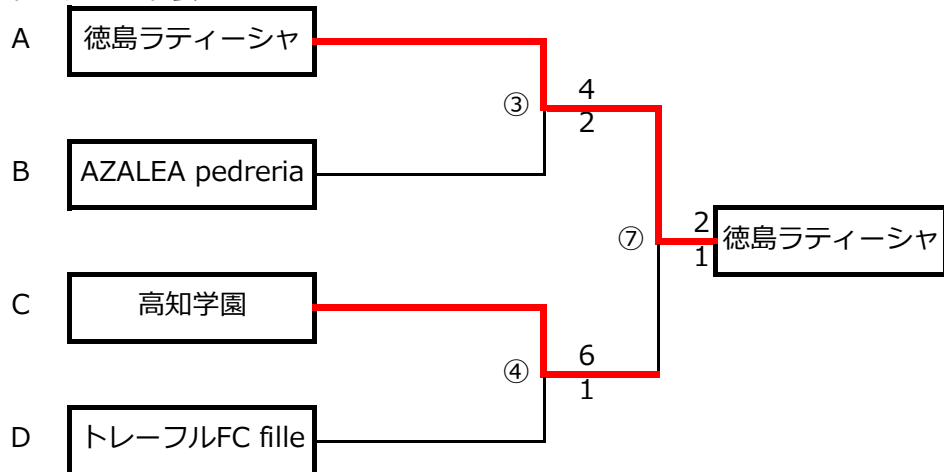 A 徳島ラティーシャ
③ 4
2
B AZALEA pedreria
⑦ 2 徳島ラティーシャ
1
C 高知学園
④ 6
1
D トレーフルFC fille